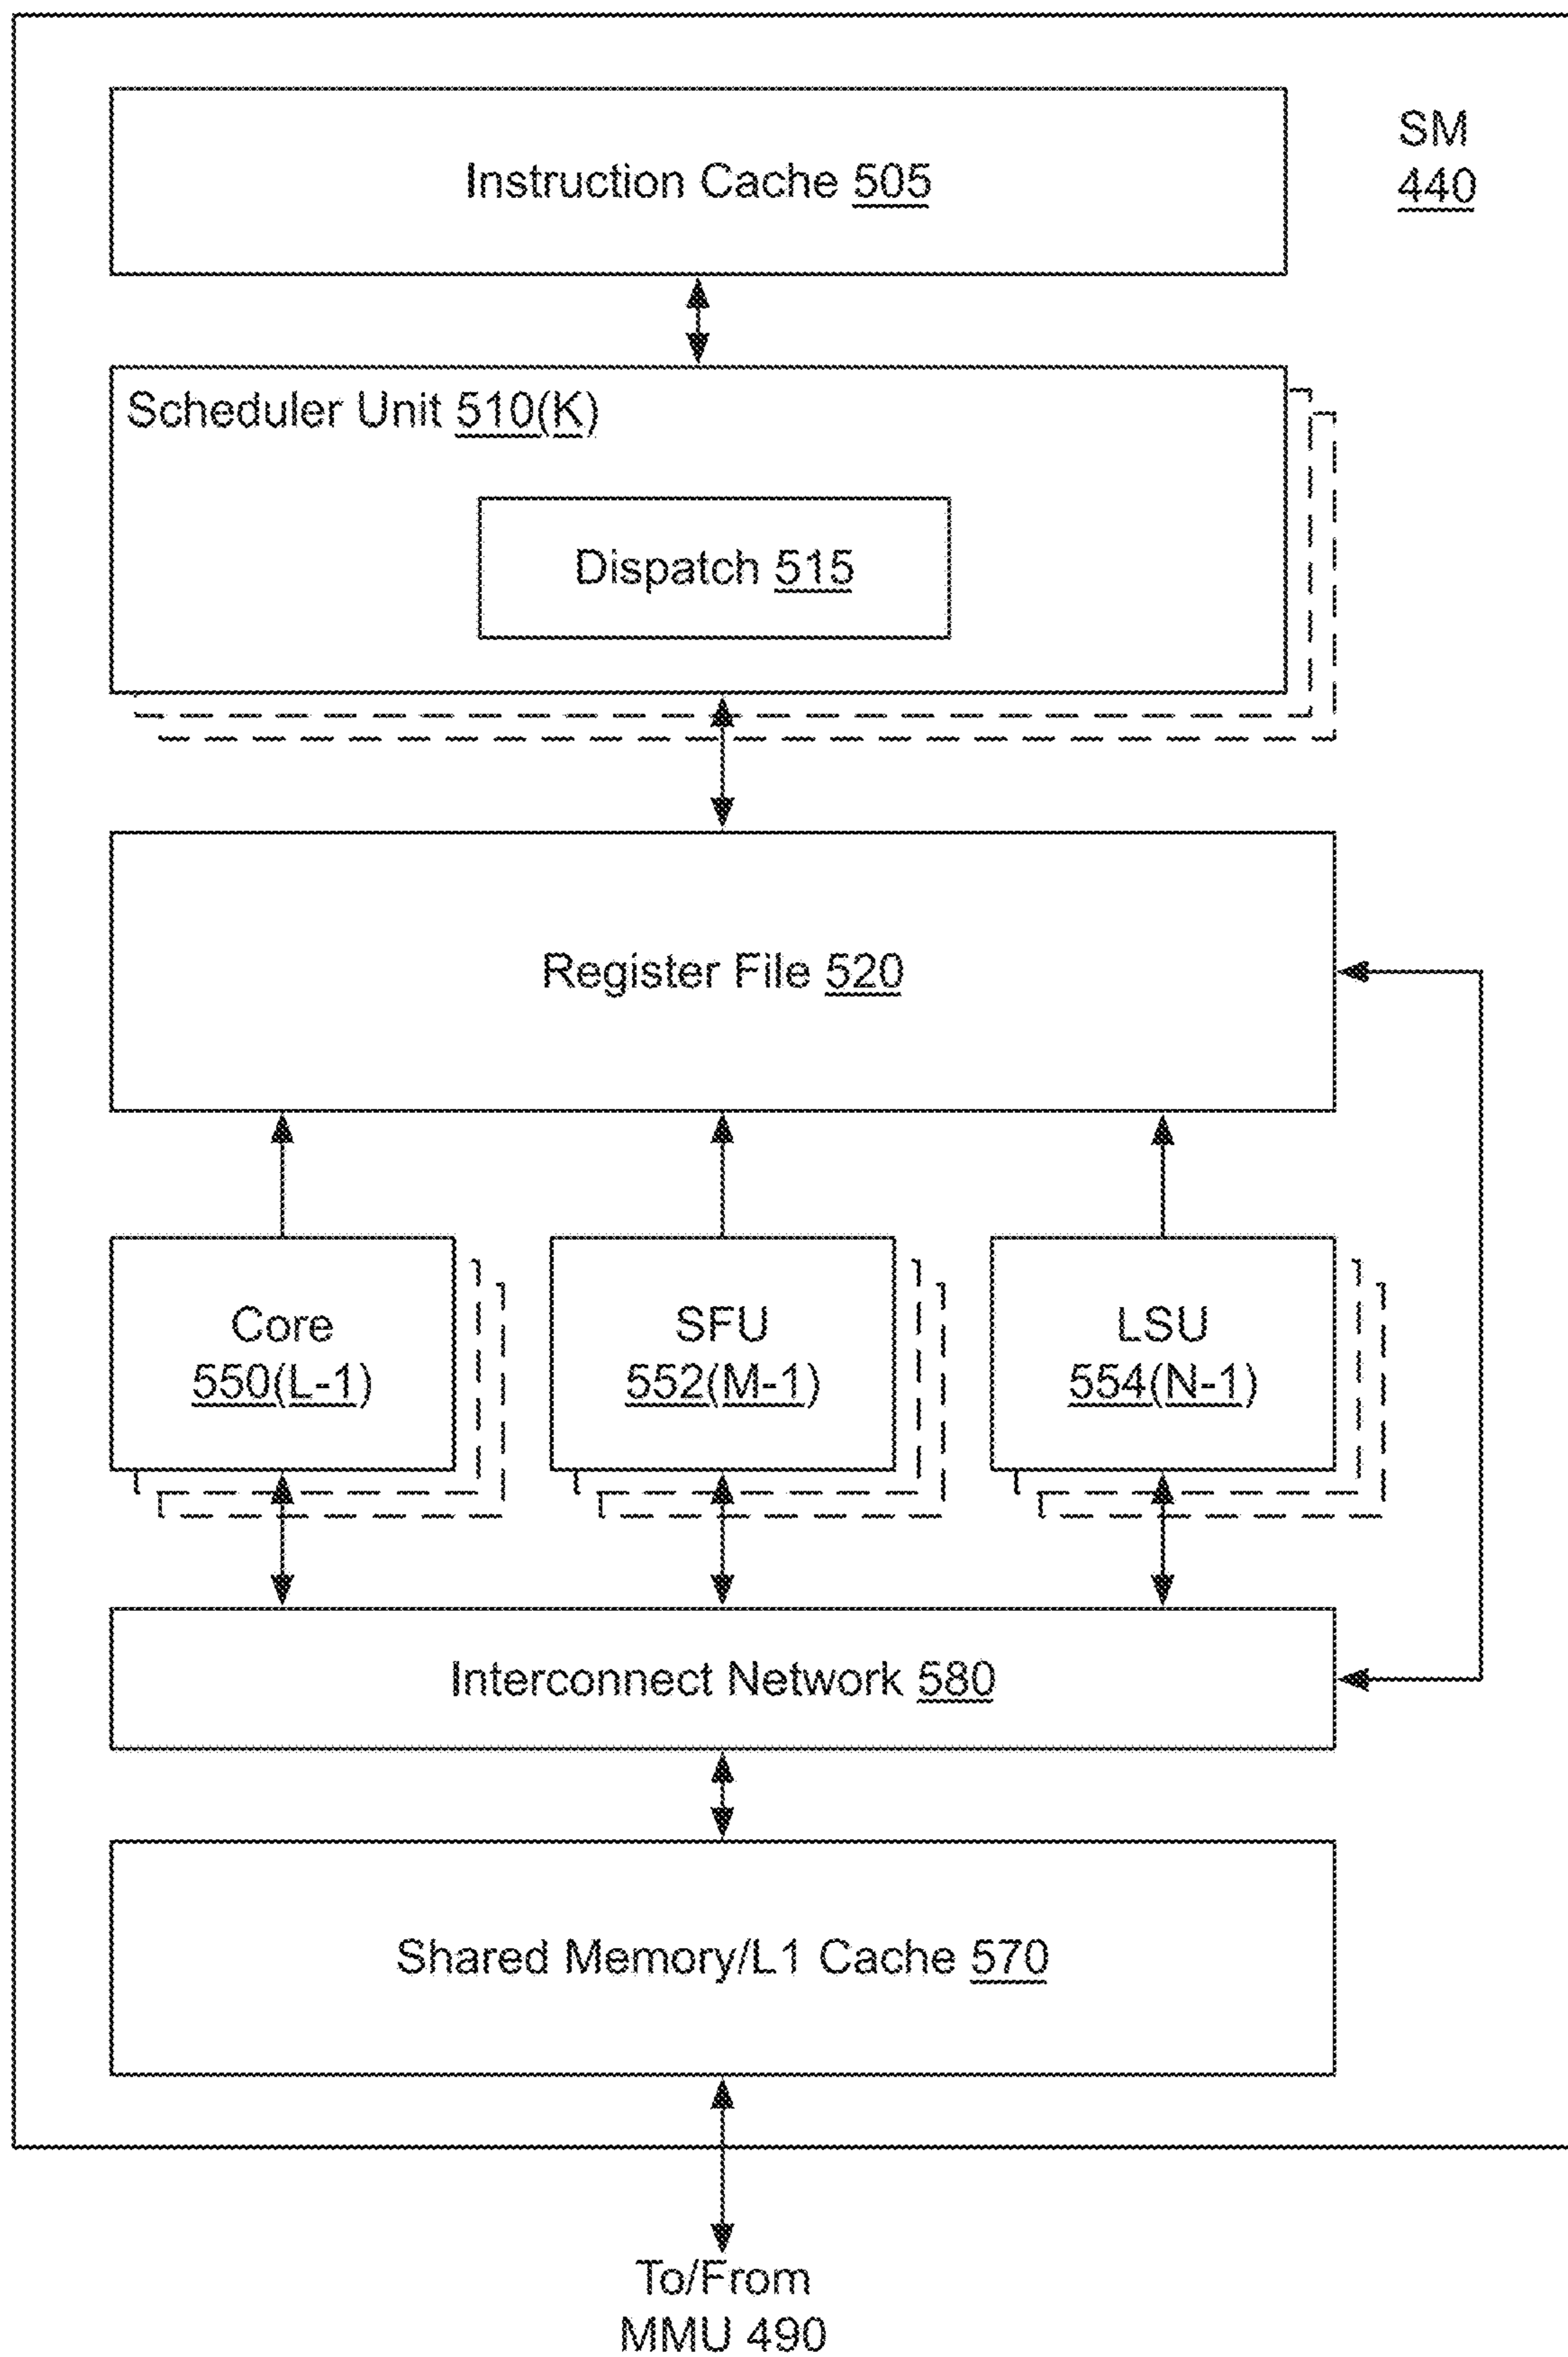 Instruction Cache 505
SM
440
Scheduler Unit 510(K)
Dispatch 515
Register File 520
Core
550(L-1)
SFU
552(M-1)
LSU
554(N-1)
Interconnect Network 580
Shared Memory/L1 Cache 570
To/From
MMU 490